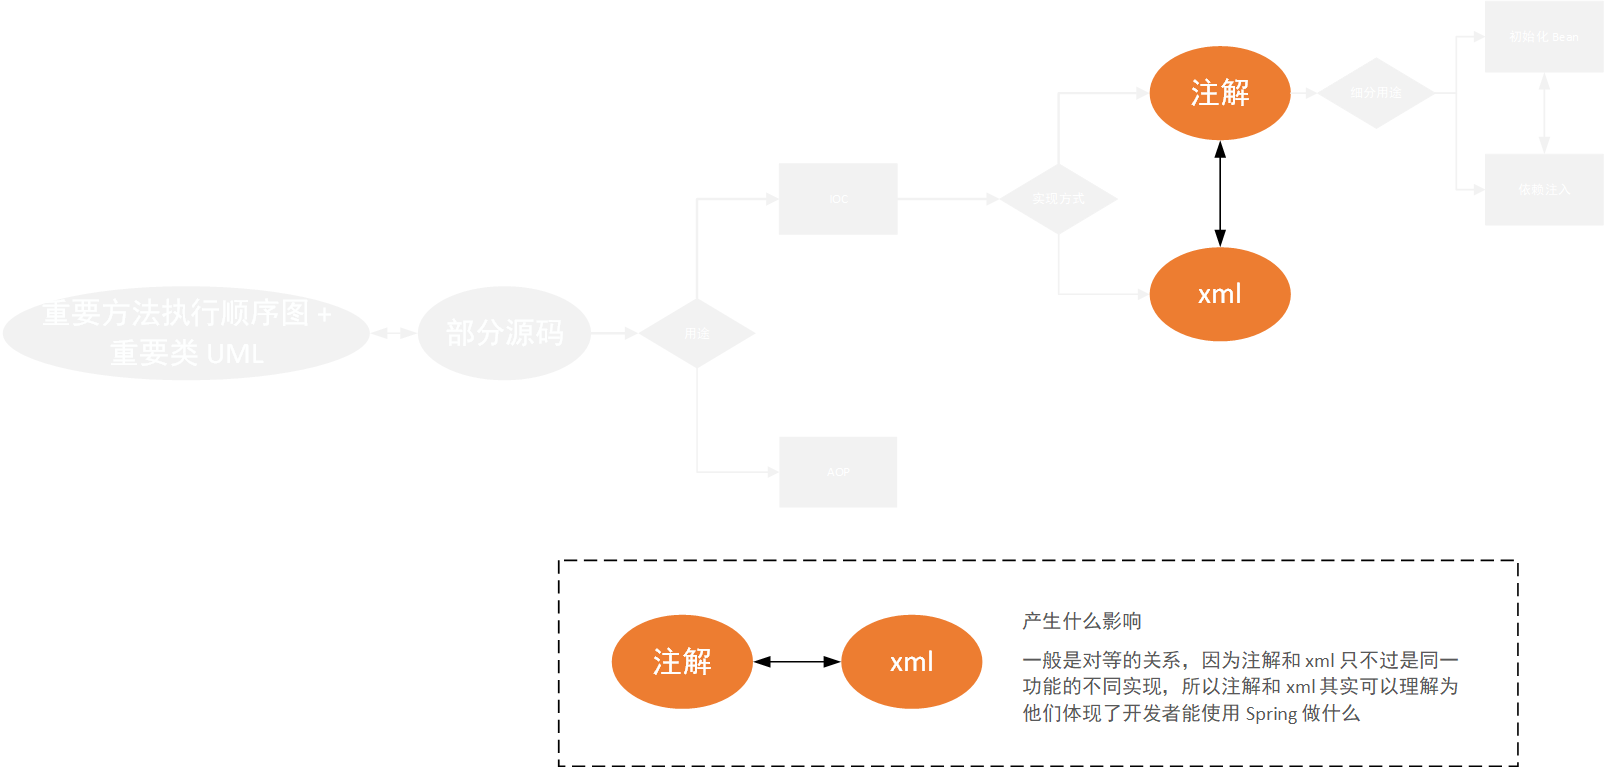 初始化 Bean
注解
细分用途
依赖注入
IOC
实现方式
xml
重要方法执行顺序图 +
重要类 UML
部分源码
用途
AOP
注解
xml
产生什么影响
一般是对等的关系，因为注解和 xml 只不过是同一
功能的不同实现，所以注解和 xml 其实可以理解为
他们体现了开发者能使用 Spring 做什么